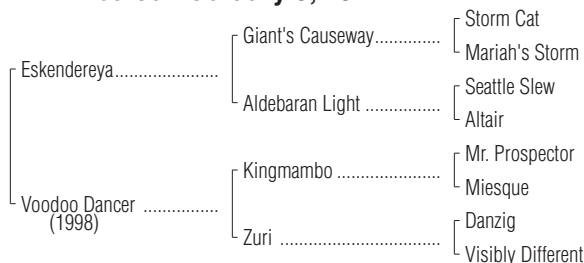 Storm Cat
Giant's Causeway................
Mariah's Storm
Eskendereya......................
Seattle Slew
Aldebaran Light ................
Altair
Mr. Prospector
Kingmambo ......................
Miesque
Voodoo Dancer ................
(1998)
Danzig
Zuri ..................................
Visibly Different